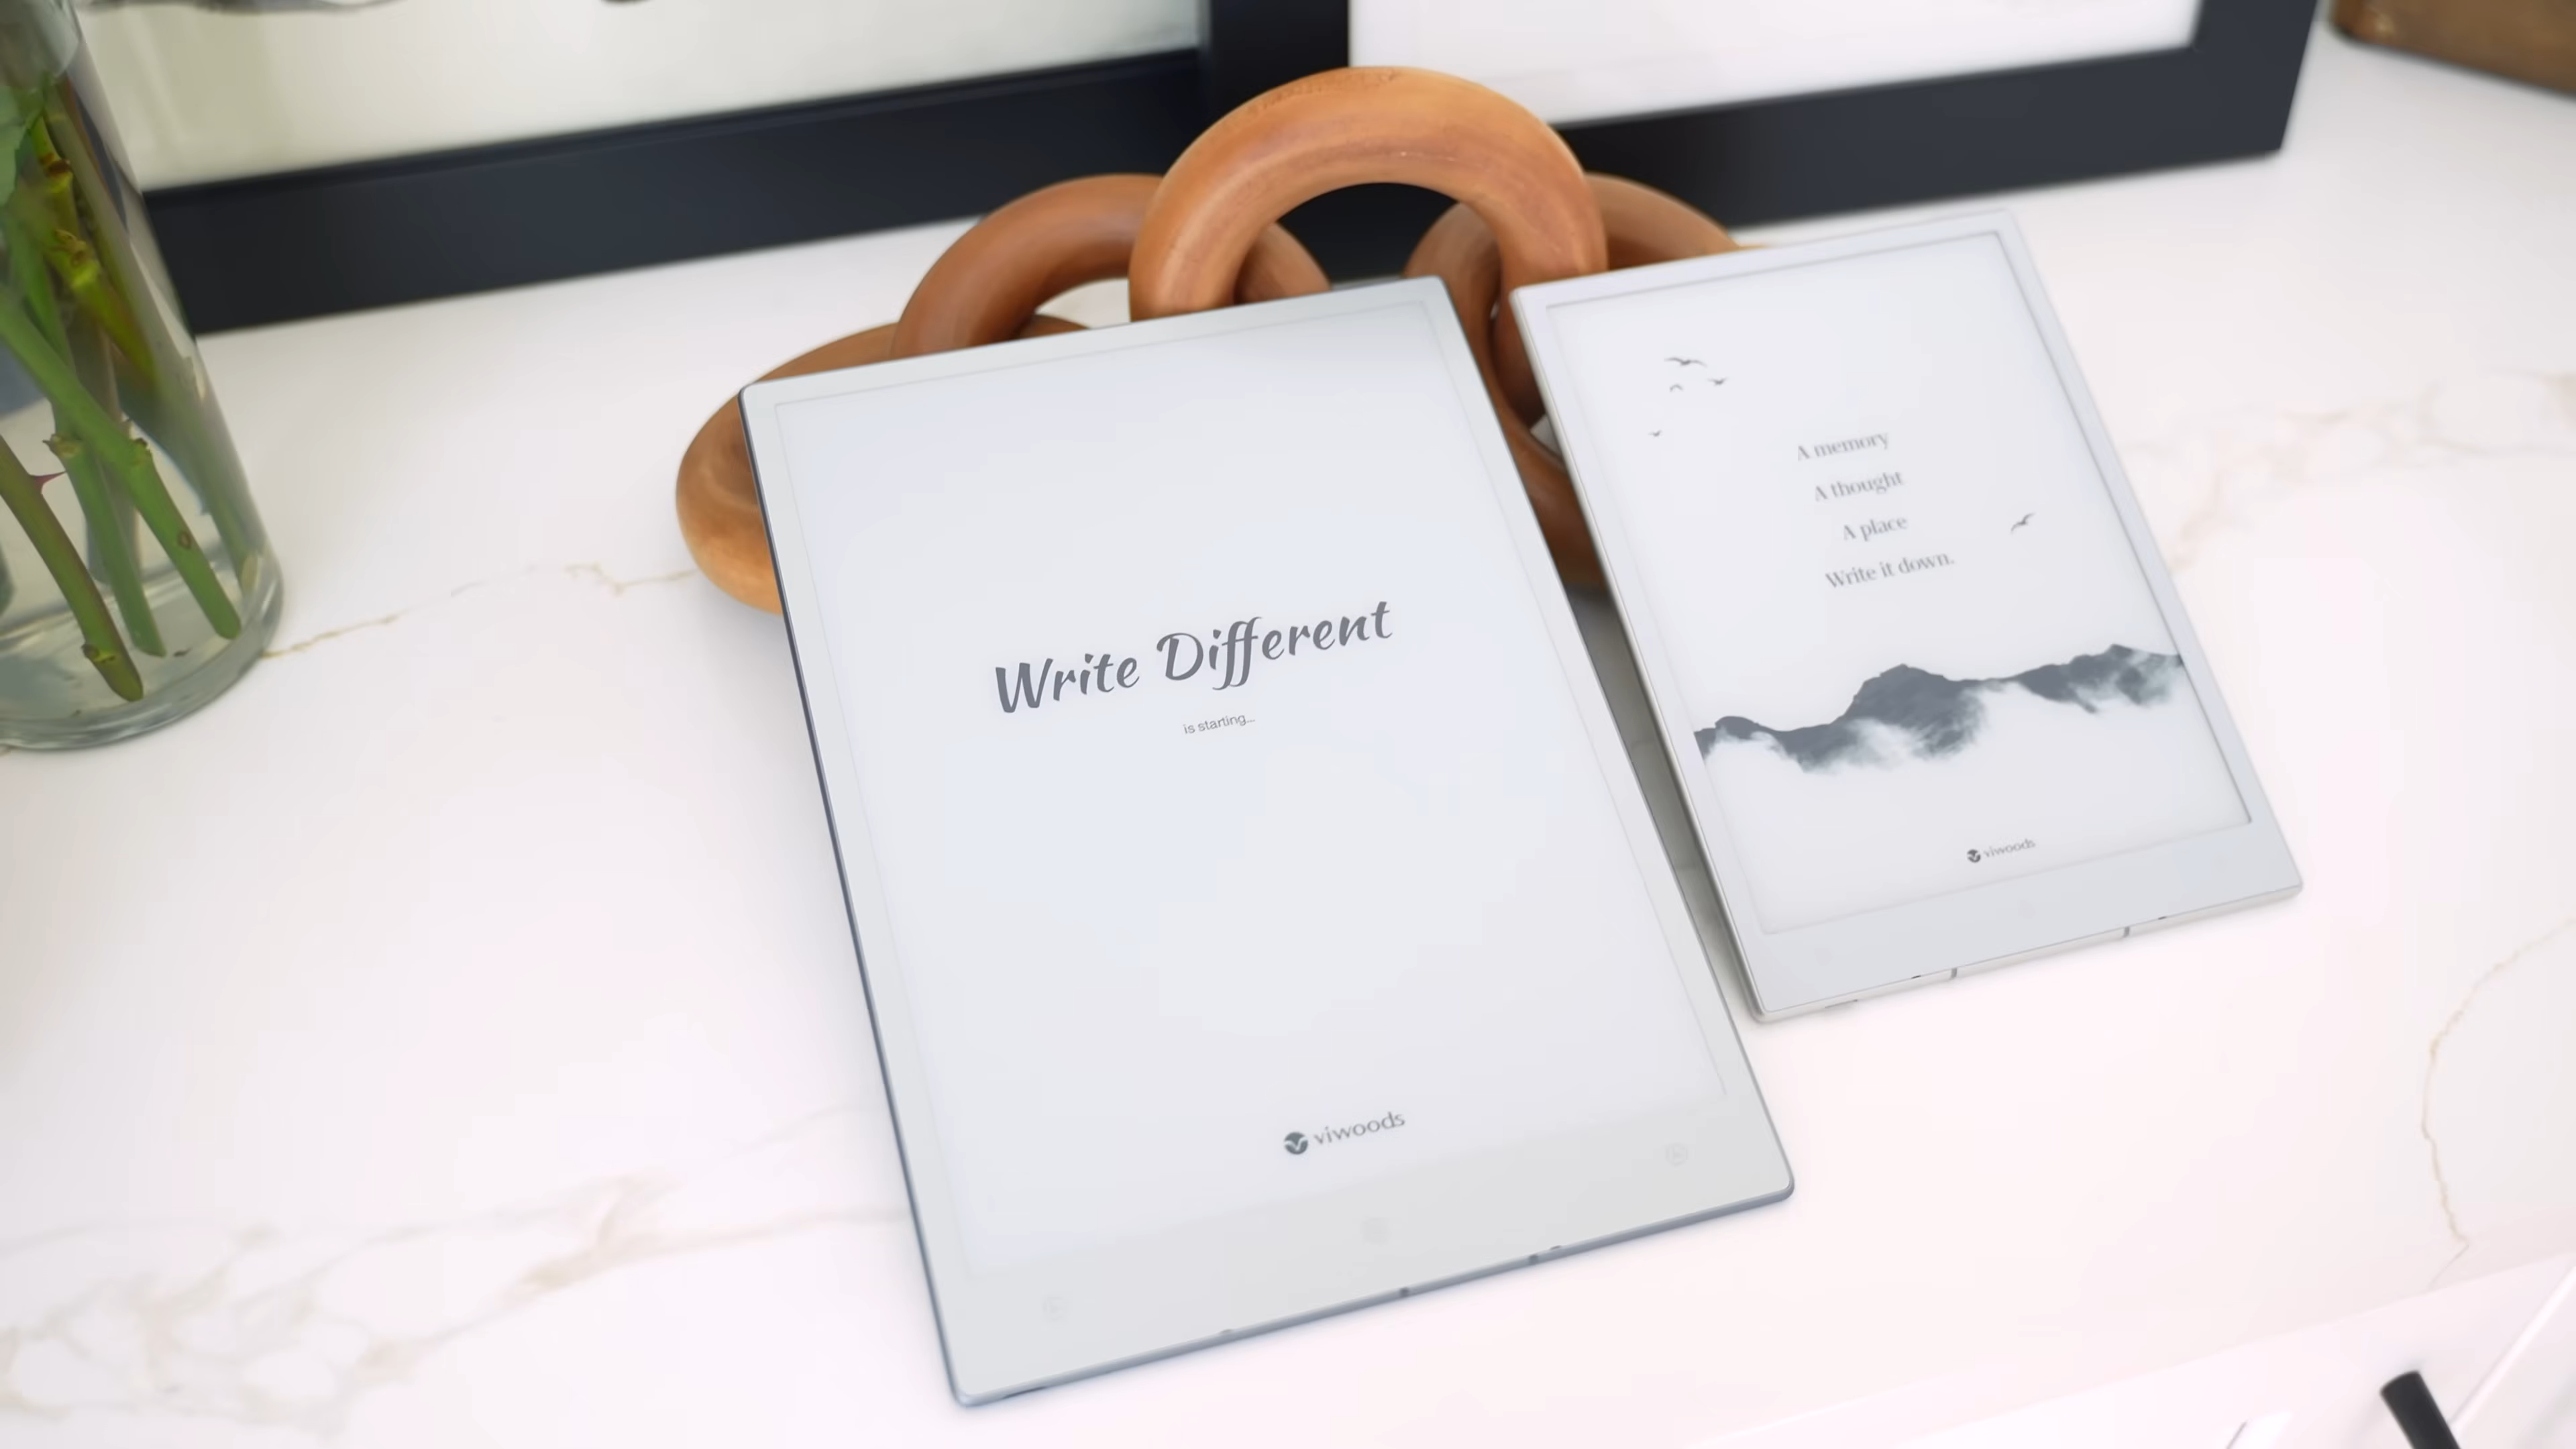 Write Different
is starting...
viwoods
A memory
A thought
A place
Write it down.
viwoods